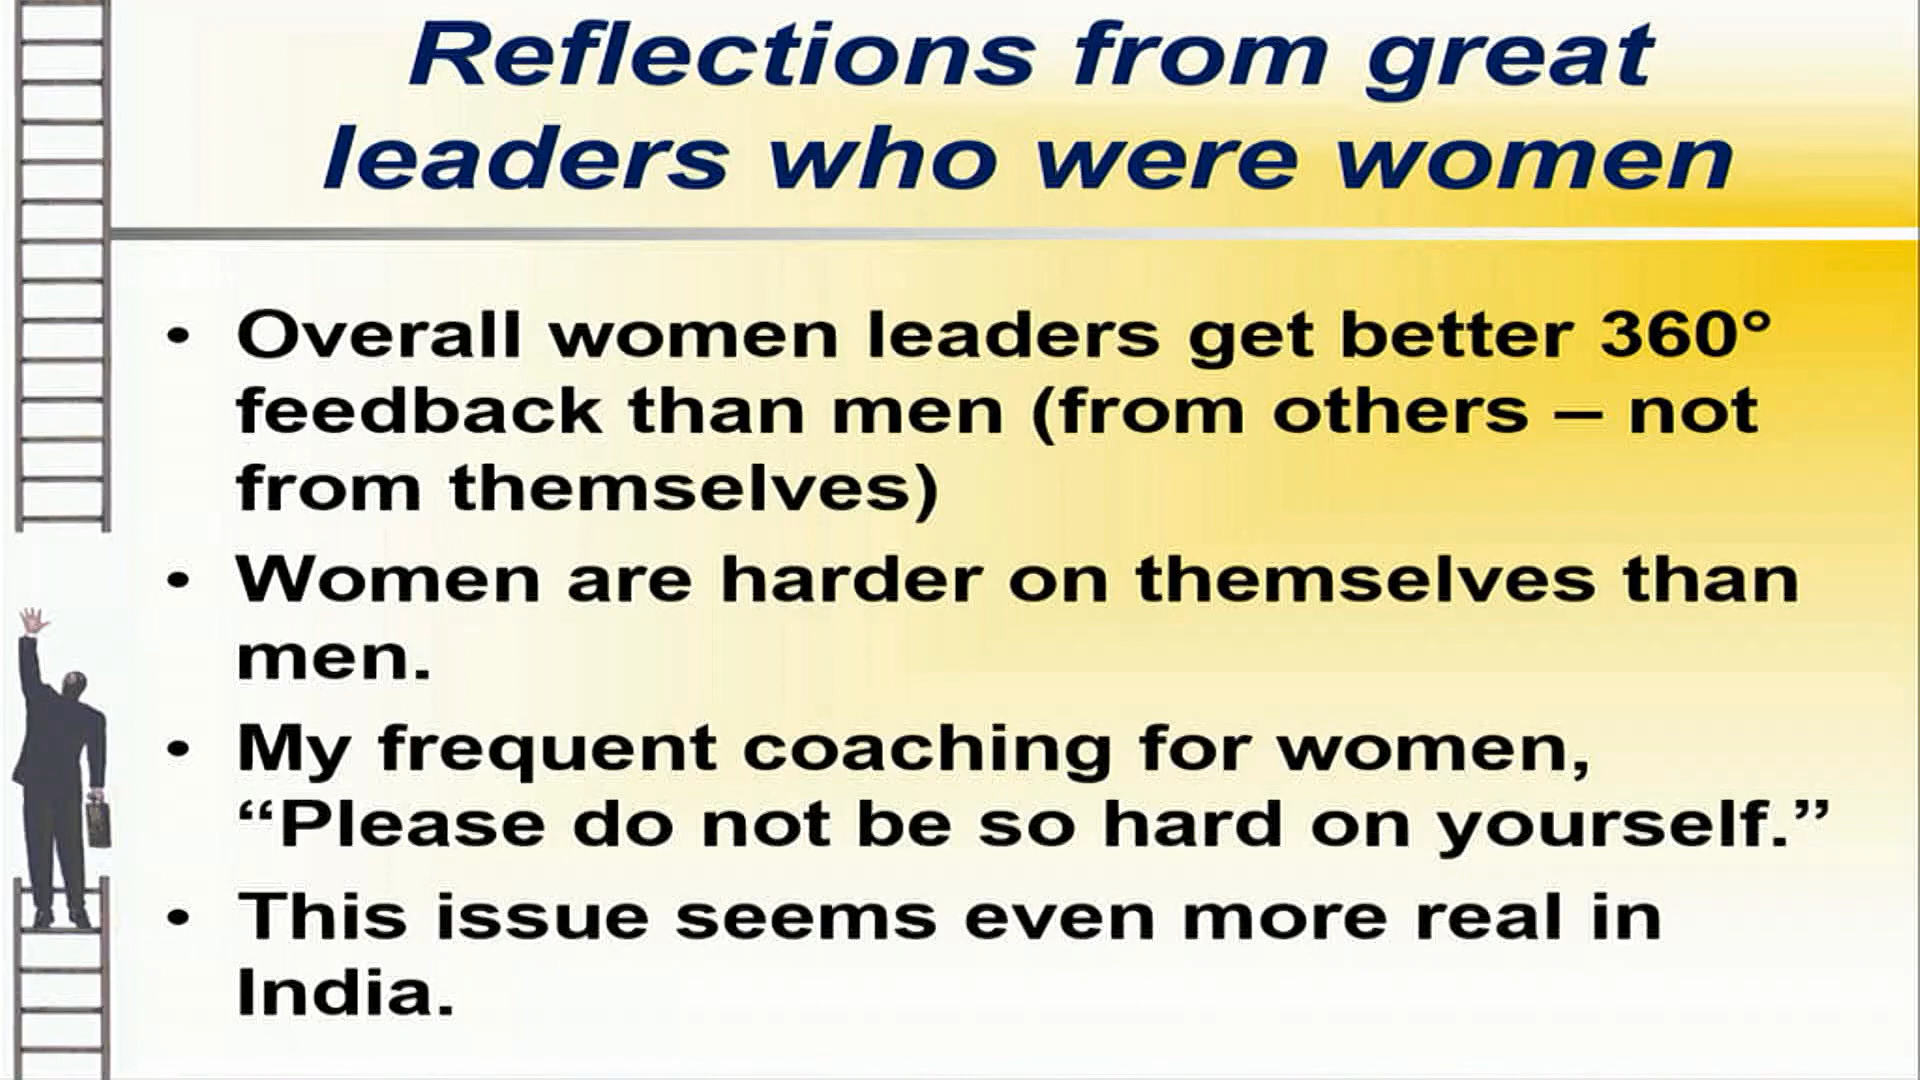 Reflections from great
leaders who were women
• Overall women leaders get better 360°
feedback than men (from others – not
from themselves)
• Women are harder on themselves than
men.
• My frequent coaching for women,
“Please do not be so hard on yourself.”
• This issue seems even more real in
India.